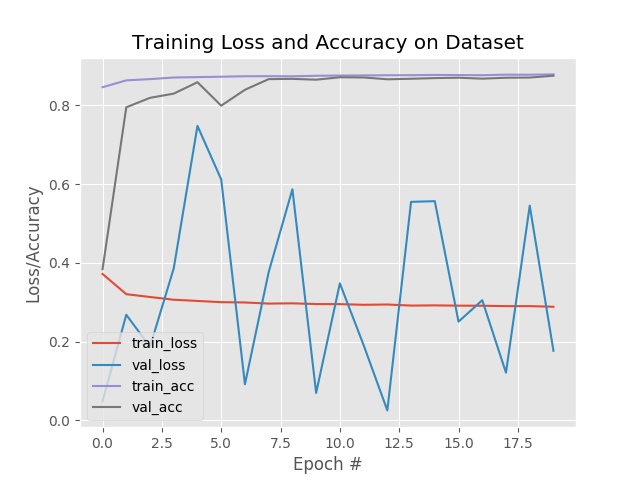 Training Loss and Accuracy on Dataset
Loss/Accuracy
0.8
0.6
0.4
0.2
0.0
train_loss
val_loss
train_acc
val_acc
0.0 2.5 5.0 7.5 10.0 12.5 15.0 17.5
Epoch #